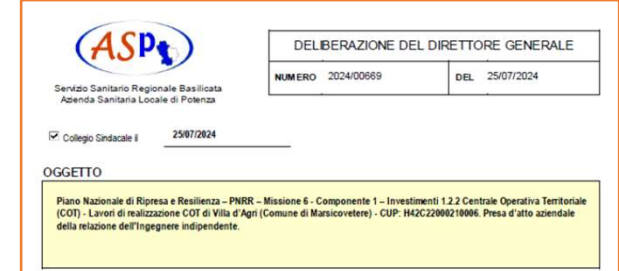 ASP
DELIBERAZIONE DEL DIRETTORE GENERALE
NUMERO 2024/00669 DEL 25/07/2024
Servizio Sanitario Regionale Basilicata
Azienda Sanitaria Locale di Potenza
Collegio Sindacale il 25/07/2024
OGGETTO
Piano Nazionale di Ripresa e Resilienza – PNRR – Missione 6 - Componente 1 – Investimenti 1.2.2 Centrale Operativa Territoriale
(COT) - Lavori di realizzazione COT di Villa d'Agri (Comune di Marsicovetere) - CUP: H42C22000210006. Presa d'atto aziendale
della relazione dell'Ingegnere indipendente.